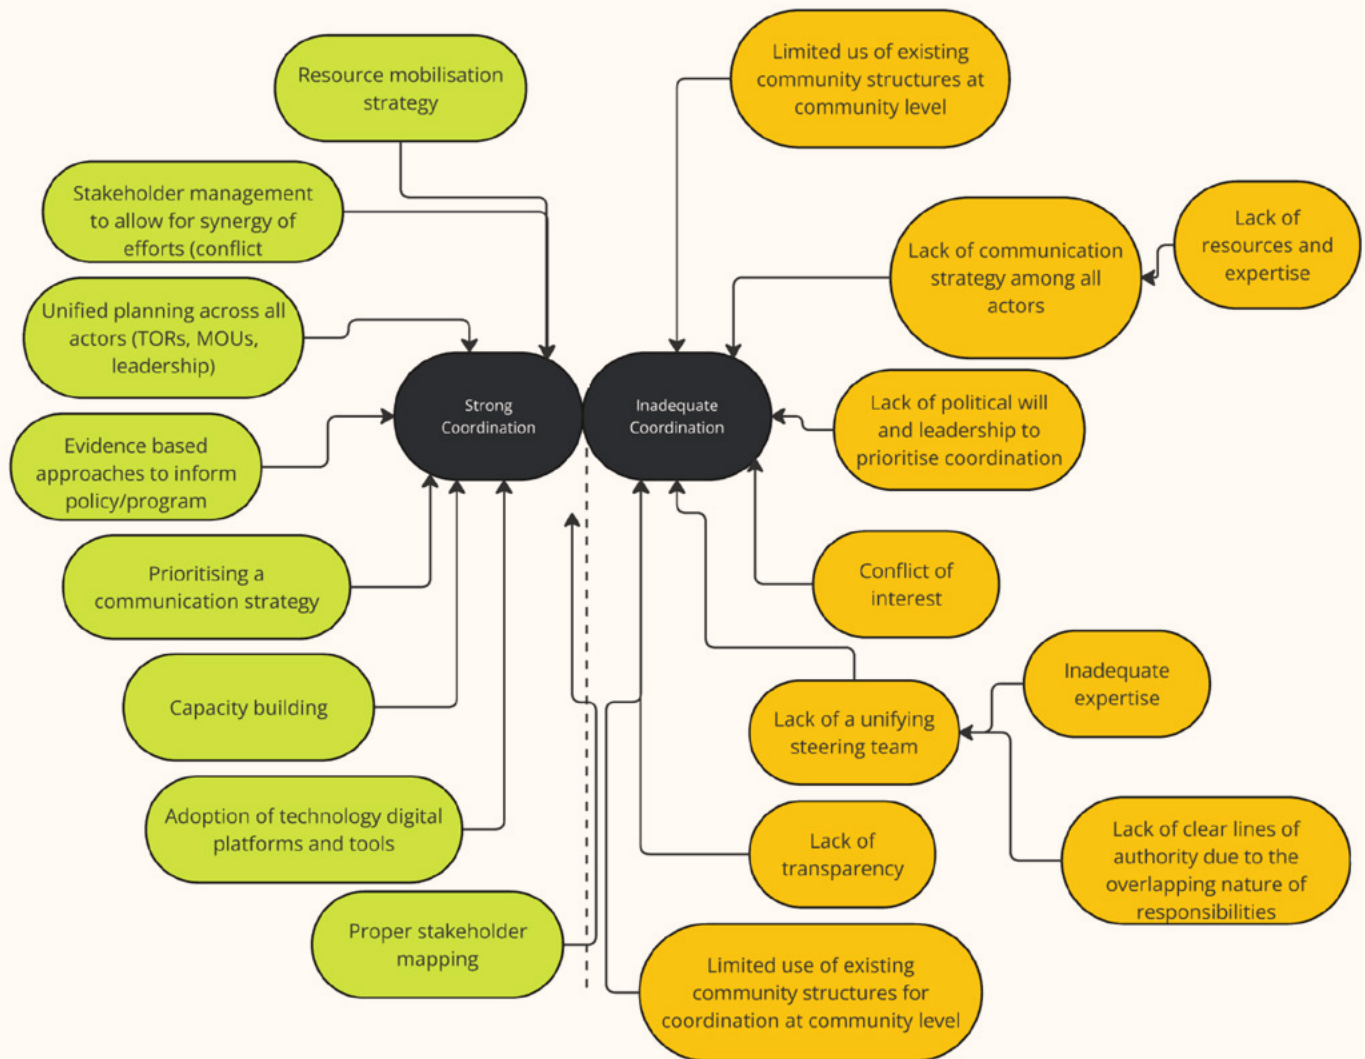 Resource mobilisation
strategy
Stakeholder management
to allow for synergy of
efforts (conflict
Unified planning across all
actors (TORs, MOUs,
leadership)
Evidence based
approaches to inform
policy/program
Prioritising a
communication strategy
Capacity building
Adoption of technology digital
platforms and tools
Proper stakeholder
mapping
Strong
Coordination
Inadequate
Coordination
Limited us of existing
community structures at
community level
Lack of communication
strategy among all
actors
Lack of
resources and
expertise
Lack of political will
and leadership to
prioritise coordination
Conflict of
interest
Lack of a unifying
steering team
Inadequate
expertise
Lack of clear lines of
authority due to the
overlapping nature of
responsibilities
Lack of
transparency
Limited use of existing
community structures for
coordination at community level